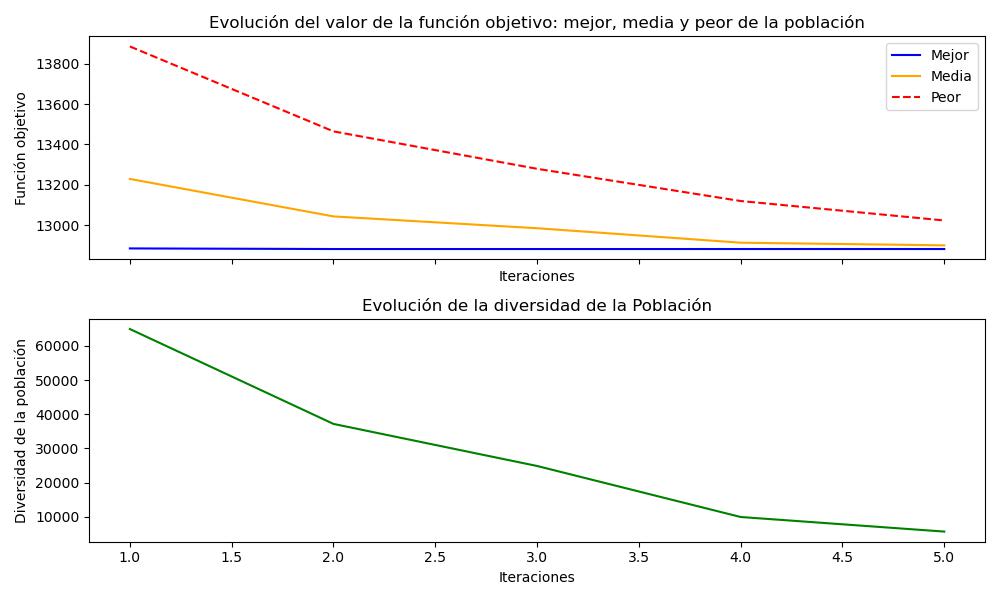 Evolución del valor de la función objetivo: mejor, media y peor de la población
13800
13600
13400
13200
13000
Función objetivo
Mejor
Media
Peor
Iteraciones
Evolución de la diversidad de la Población
60000
50000
40000
30000
20000
10000
Diversidad de la población
1.0 1.5 2.0 2.5 3.0 3.5 4.0 4.5 5.0
Iteraciones